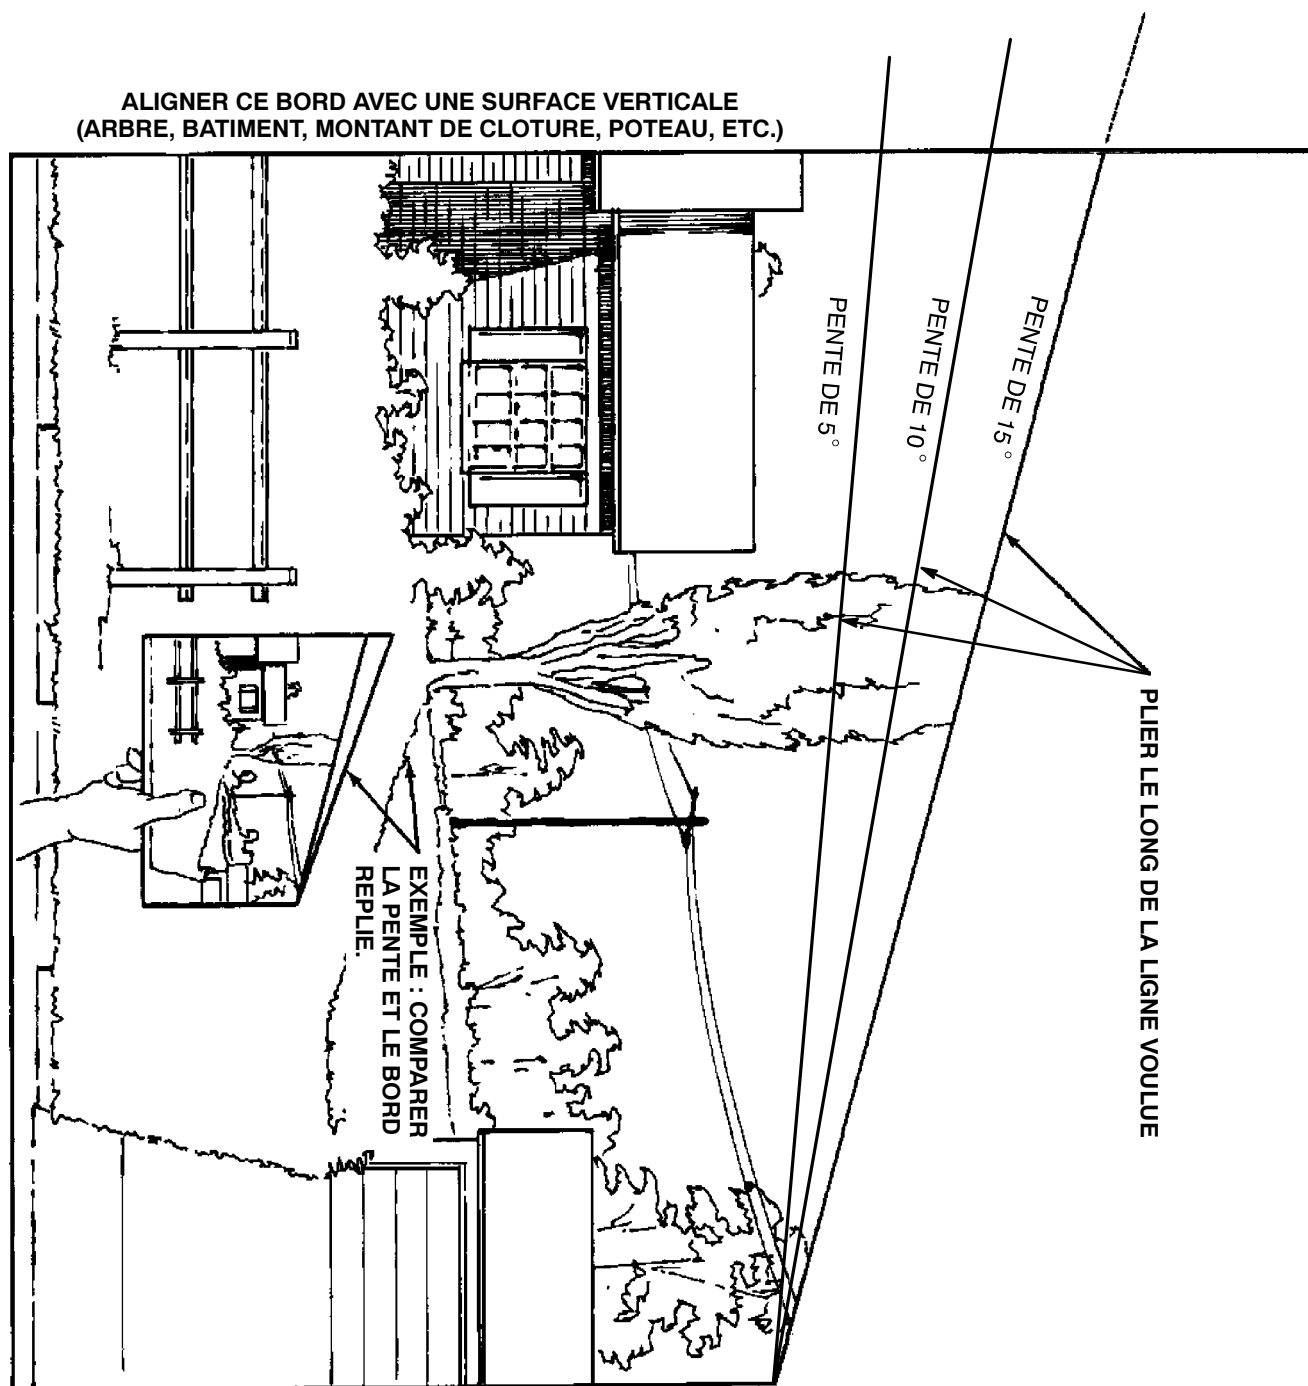 ALIGNER CE BORD AVEC UNE SURFACE VERTICALE
(ARBRE, BATIMENT, MONTANT DE CLOTURE, POTEAU, ETC.)
PENTE DE 5°
PENTE DE 10°
PENTE DE 15°
PLIER LE LONG DE LA LIGNE VOULUE
EXEMPLE : COMPARER
LA PENTE ET LE BORD
REPLIE.